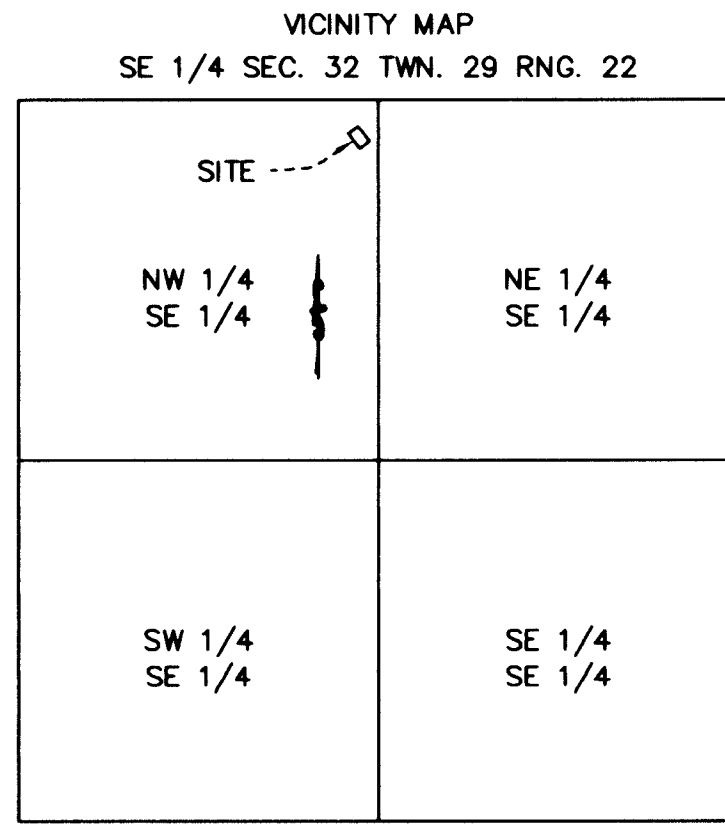 VICINITY MAP
SE 1/4 SEC. 32 TWN. 29 RNG. 22
SITE
NW 1/4
SE 1/4
NE 1/4
SE 1/4
SW 1/4
SE 1/4
SE 1/4
SE 1/4